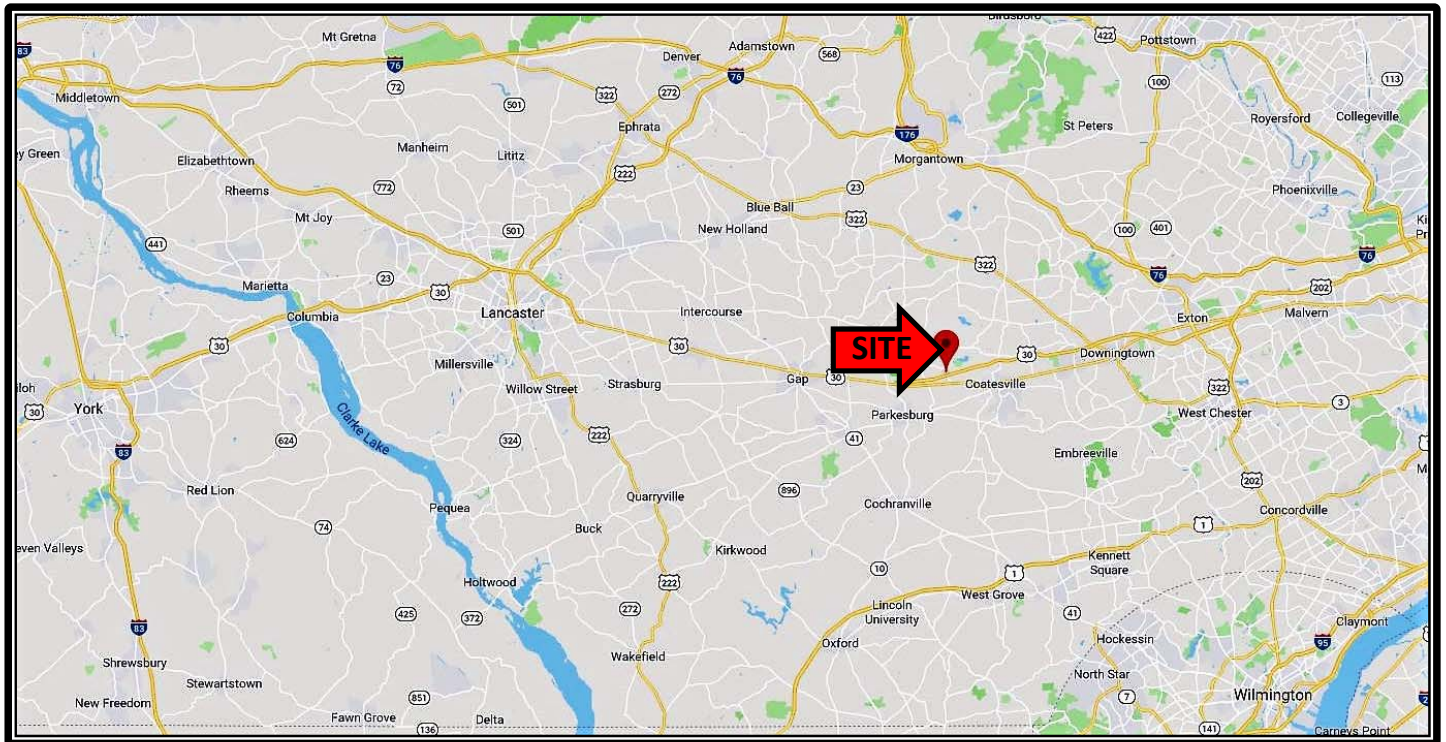 Birdsboro
83
Mt Gretna
Adamstown
422
Pottstown
76
Denver
568
72
76
100
113
322
272
501
Middletown
176
Royersford
Collegeville
Ephrata
St Peters
ey Green
Manheim
Lititz
Morgantown
Elizabethtown
222
Rheems
772
23
Phoenixville
Blue Ball
Mt Joy
322
501
New Holland
100
401
Ki
Pr
441
76
322
76
23
Marietta
30
202
Lancaster
Intercourse
Exton
Malvern
Columbia
SITE
30
30
30
Downingtown
Millersville
Gap
30
Willow Street
Strasburg
Coatesville
322
iloh
30
York
3
Parkesburg
West Chester
Clarke Lake
624
324
222
41
83
Embreeville
M
202
Red Lion
Quarryville
896
Cochranville
Pequea
Concordville
74
Buck
1
even Valleys
Kirkwood
Kennett
Square
10
1
Holtwood
222
West Grove
272
Lincoln
University
425
372
41
Claymont
83
Oxford
Hockessin
95
Wakefield
Shrewsbury
North Star
Stewartstown
7
Wilmington
851
2
New Freedom
Fawn Grove
Delta
136
141
Carneys Point